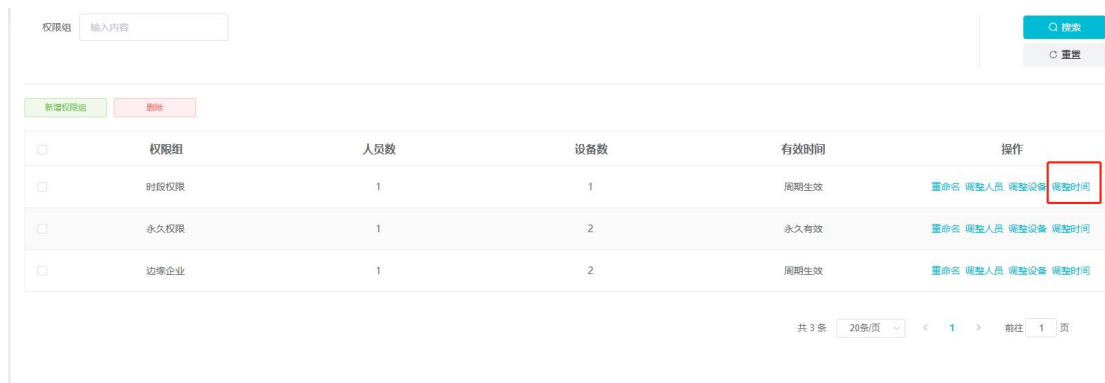 权限组 输入内容 搜索
重置
新增权限组 删除
权限组 人员数 设备数 有效时间 操作
时段权限 1 1 周期生效 重命名 调整人员 调整设备 调整时间
永久权限 1 2 永久有效 重命名 调整人员 调整设备 调整时间
边缘企业 1 2 周期生效 重命名 调整人员 调整设备 调整时间
共 3 条 20条/页 < 1 > 前往 1 页